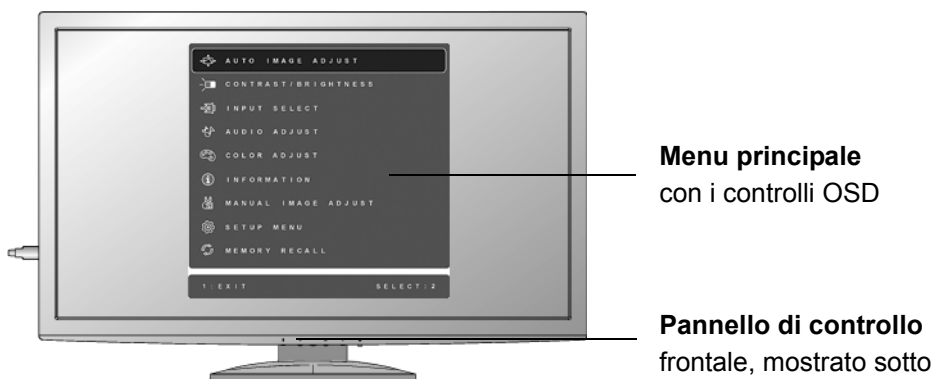 AUTO IMAGE ADJUST
CONTRAST/BRIGHTNESS
INPUT SELECT
AUDIO ADJUST
COLOR ADJUST
INFORMATION
MANUAL IMAGE ADJUST
SETUP MENU
MEMORY RECALL
1:EXIT SELECT:2
Menu principale
con i controlli OSD
Pannello di controllo
frontale, mostrato sotto